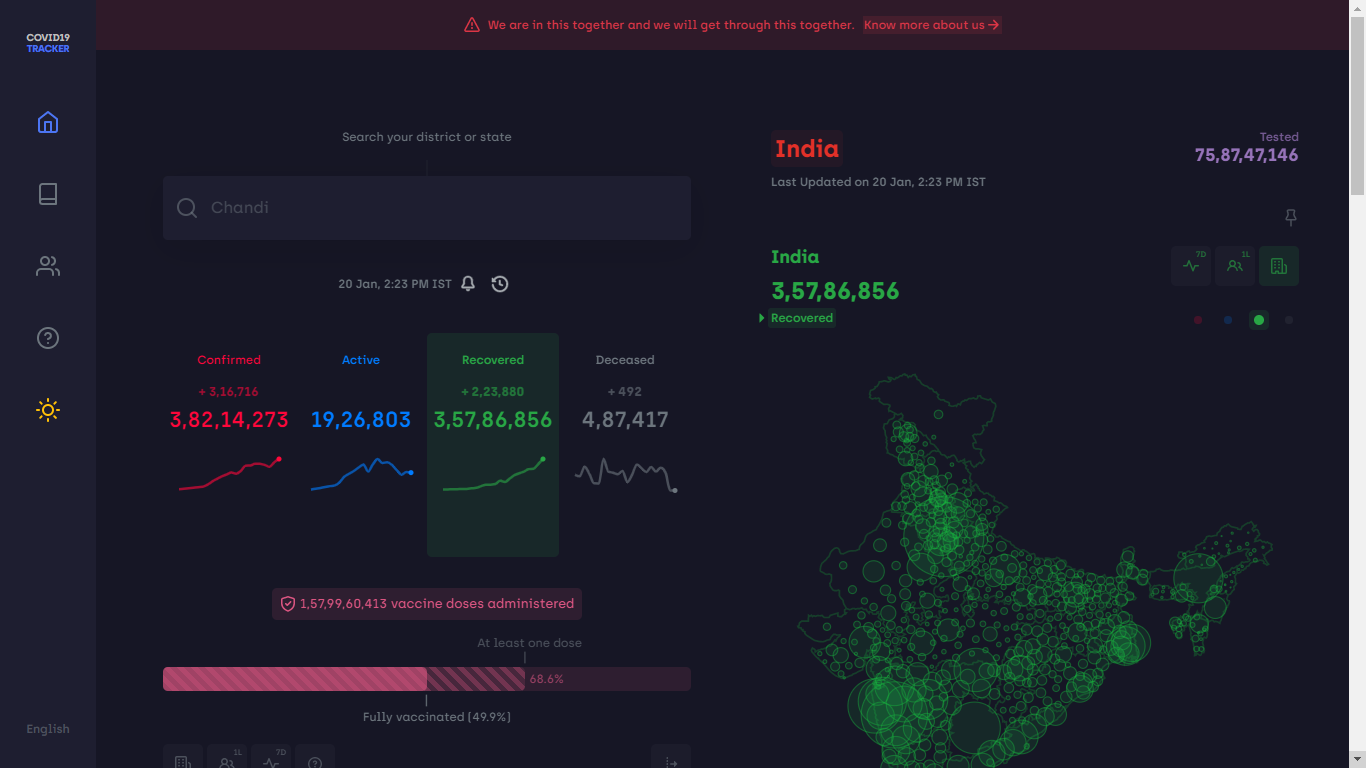 COVID19
TRACKER
We are in this together and we will get through this together. Know more about us
Search your district or state
Chandi
20 Jan, 2:23 PM IST
Confirmed
+ 3,16,716
3,82,14,273
Active
19,26,803
Recovered
+ 2,23,880
3,57,86,856
Deceased
+ 492
4,87,417
1,57,99,60,413 vaccine doses administered
At least one dose
68.6%
Fully vaccinated (49.9%)
1L
7D
India
Last Updated on 20 Jan, 2:23 PM IST
Tested
75,87,47,146
India
3,57,86,856
Recovered
7D
1L
English